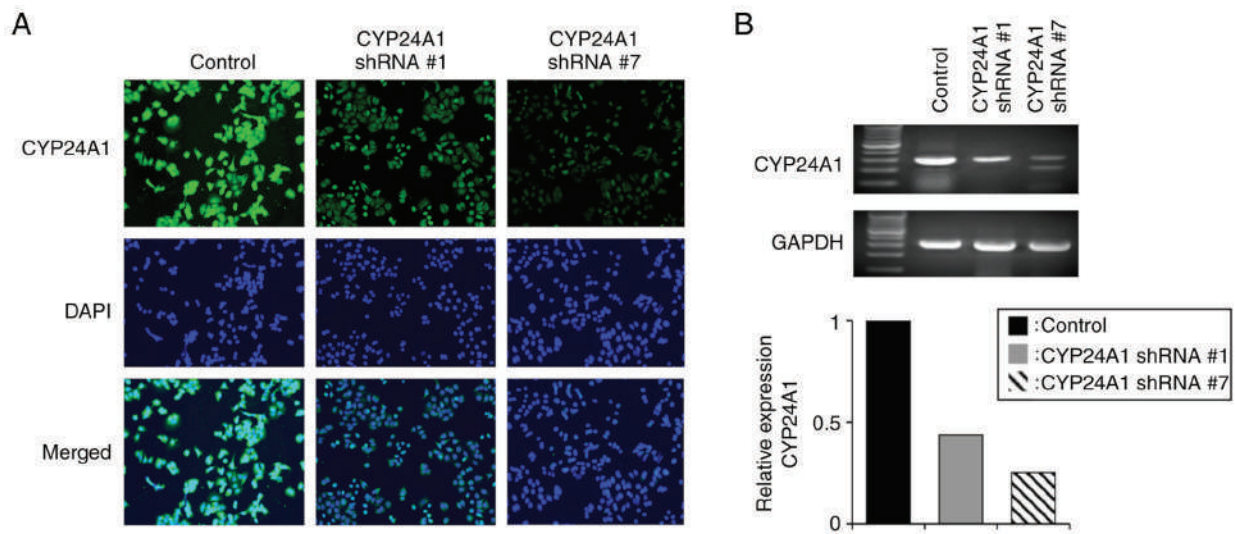 A
Control
CYP24A1
shRNA #1
CYP24A1
shRNA #7
CYP24A1
DAPI
Merged
B
Control
CYP24A1
shRNA #1
CYP24A1
shRNA #7
CYP24A1
GAPDH
Relative expression
CYP24A1
1
0.5
0
:Control
:CYP24A1 shRNA #1
:CYP24A1 shRNA #7